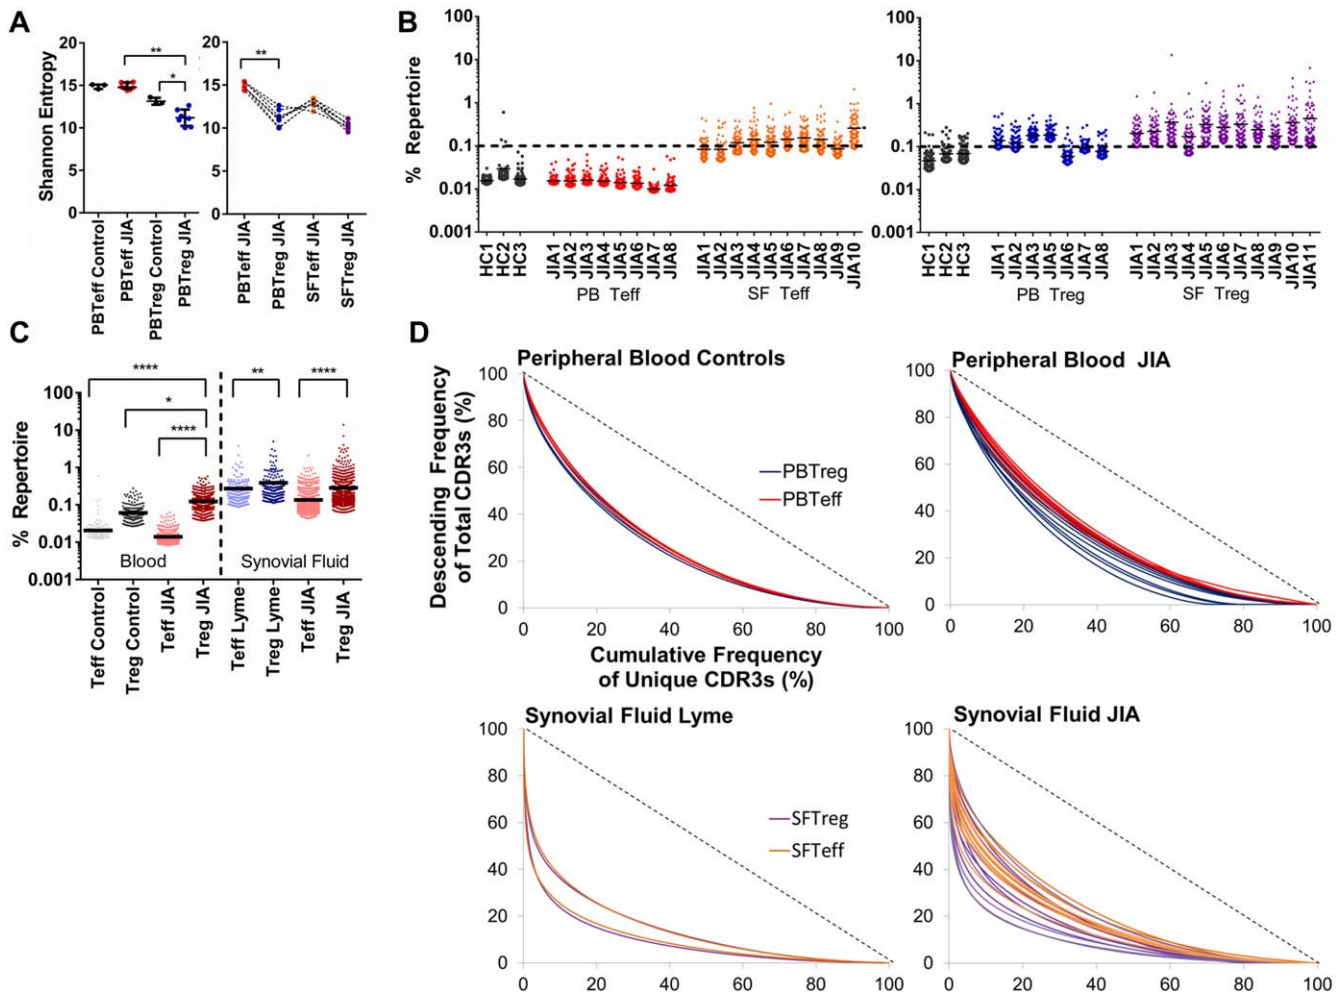 A
Shannon Entropy
20
15
10
5
0
**
*
PBTeff Control
PBTeff JIA
PBTreg Control
PBTreg JIA
20
15
10
5
0
**
PBTeff JIA
PBTreg JIA
SFTeff JIA
SFTreg JIA
B
% Repertoire
100
10
1
0.1
0.01
0.001
HC1
HC2
HC3
JIA1
JIA2
JIA3
JIA4
JIA5
JIA6
JIA7
JIA8
JIA1
JIA2
JIA3
JIA4
JIA5
JIA6
JIA7
JIA8
JIA9
JIA10
PB Teff
SF Teff
100
10
1
0.1
0.01
0.001
HC1
HC2
HC3
JIA1
JIA2
JIA3
JIA5
JIA6
JIA7
JIA8
JIA1
JIA2
JIA3
JIA4
JIA5
JIA6
JIA7
JIA8
JIA9
JIA10
JIA11
PB Treg
SF Treg
C
% Repertoire
100
10
1
0.1
0.01
0.001
****
*
****
**
****
Blood
Synovial Fluid
Teff Control
Treg Control
Teff JIA
Treg JIA
Teff Lyme
Treg Lyme
Teff JIA
Treg JIA
D
Descending Frequency
of Total CDR3s (%)
Peripheral Blood Controls
100
80
60
40
20
0
PBTreg
PBTeff
0 20 40 60 80 100
Cumulative Frequency
of Unique CDR3s (%)
Peripheral Blood JIA
100
80
60
40
20
0
0 20 40 60 80 100
Synovial Fluid Lyme
100
80
60
40
20
0
SFTreg
SFTeff
0 20 40 60 80 100
Synovial Fluid JIA
100
80
60
40
20
0
0 20 40 60 80 100